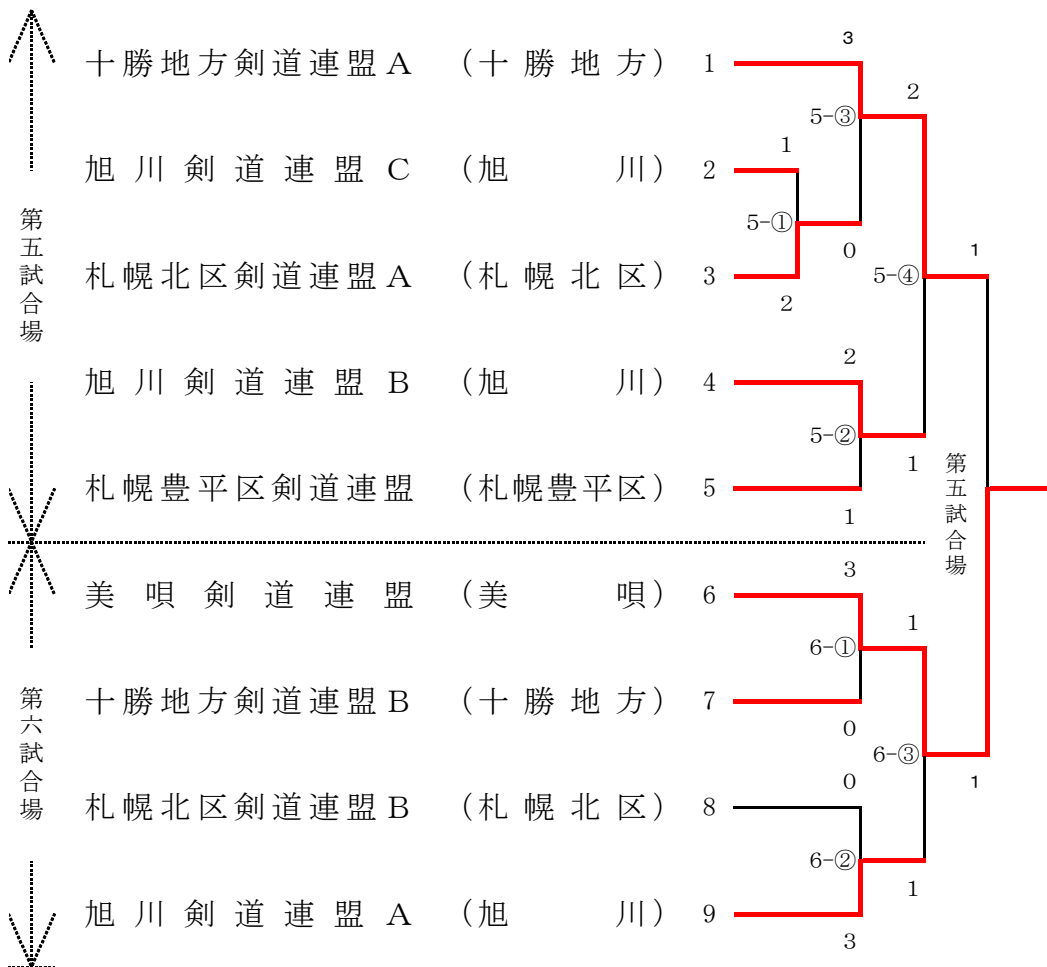 3
十勝地方剣道連盟A （十勝地方） 1
2
5-③
1
旭川剣道連盟C （旭川） 2
第五試合場
5-①
0
1
札幌北区剣道連盟A （札幌北区） 3
5-④
2
2
旭川剣道連盟B （旭川） 4
5-②
1
第五試合場
札幌豊平区剣道連盟 （札幌豊平区） 5
1
3
美唄剣道連盟 （美唄） 6
1
6-①
第六試合場
十勝地方剣道連盟B （十勝地方） 7
0
6-③
0
1
札幌北区剣道連盟B （札幌北区） 8
6-②
1
旭川剣道連盟A （旭川） 9
3